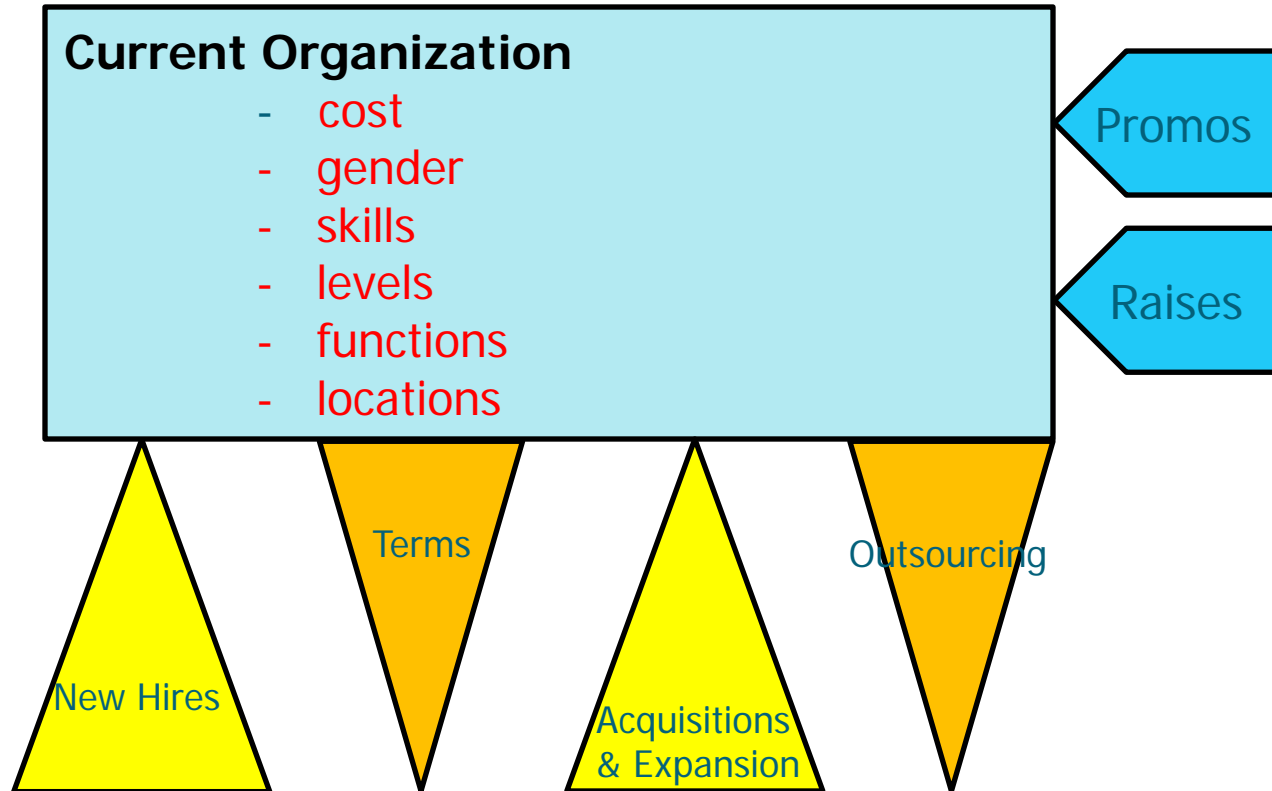 Current Organization
- cost
- gender
- skills
- levels
- functions
- locations
Promos
Raises
New Hires
Terms
Acquisitions
& Expansion
Outsourcing